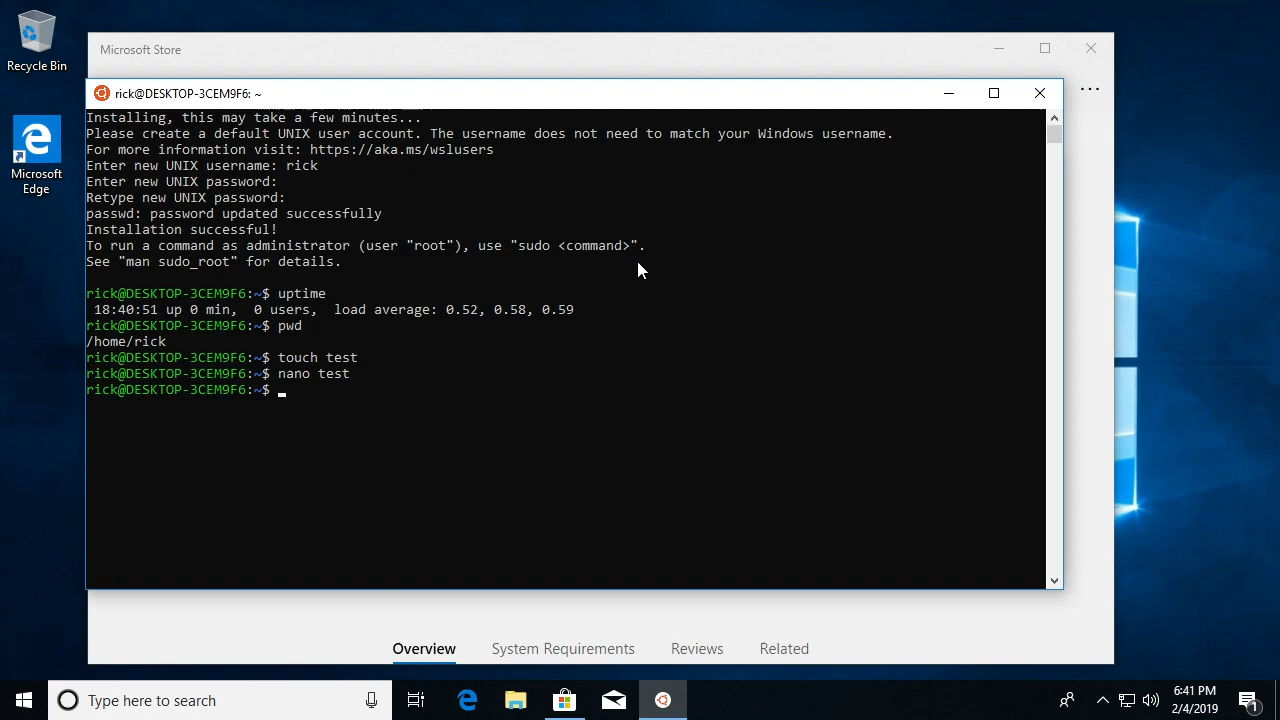 Recycle Bin
Microsoft Edge
Microsoft Store
rick@DESKTOP-3CEM9F6: ~
Installing, this may take a few minutes...
Please create a default UNIX user account. The username does not need to match your Windows username.
For more information visit: https://aka.ms/wslusers
Enter new UNIX username: rick
Enter new UNIX password:
Retype new UNIX password:
passwd: password updated successfully
Installation successful!
To run a command as administrator (user "root"), use "sudo <command>".
See "man sudo_root" for details.
rick@DESKTOP-3CEM9F6:~$ uptime
18:40:51 up 0 min,  0 users,  load average: 0.52, 0.58, 0.59
rick@DESKTOP-3CEM9F6:~$ pwd
/home/rick
rick@DESKTOP-3CEM9F6:~$ touch test
rick@DESKTOP-3CEM9F6:~$ nano test
rick@DESKTOP-3CEM9F6:~$
Overview System Requirements Reviews Related
Type here to search
6:41 PM
2/4/2019
1